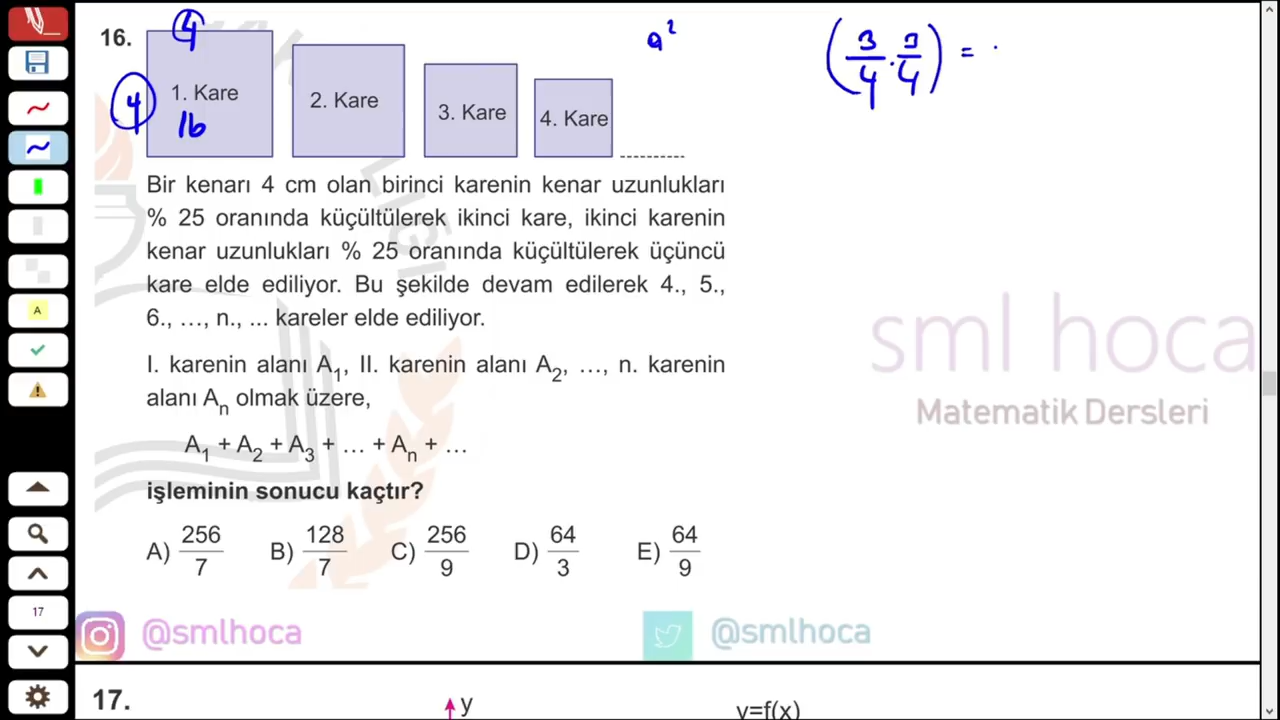 16.
4
4
1. Kare
16
2. Kare
3. Kare
4. Kare
..........
a²
(3/4 · 3/4) =
Bir kenarı 4 cm olan birinci karenin kenar uzunlukları
% 25 oranında küçültülerek ikinci kare, ikinci karenin
kenar uzunlukları % 25 oranında küçültülerek üçüncü
kare elde ediliyor. Bu şekilde devam edilerek 4., 5.,
6., ..., n., ... kareler elde ediliyor.
I. karenin alanı A₁, II. karenin alanı A₂, ..., n. karenin
alanı Aₙ olmak üzere,
A₁ + A₂ + A₃ + ... + Aₙ + ...
işleminin sonucu kaçtır?
A) 256/7 B) 128/7 C) 256/9 D) 64/3 E) 64/9
sml hoca
Matematik Dersleri
@smlhoca
@smlhoca
A
17
17.
y
y=f(x)